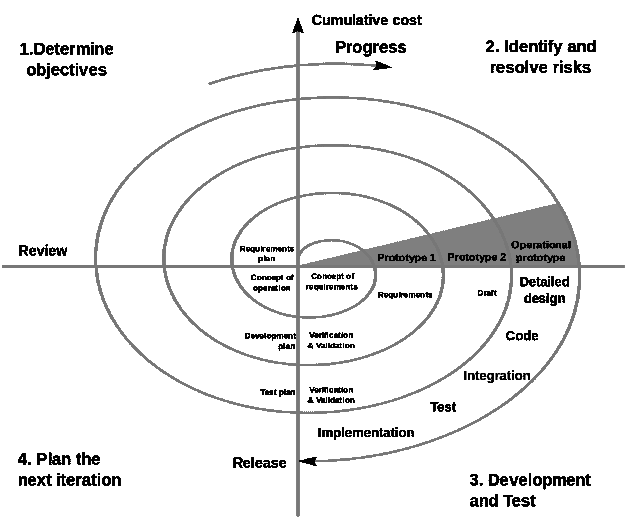 Cumulative cost
Progress
1.Determine
objectives
2. Identify and
resolve risks
Review
Requirements
plan
Prototype 1
Prototype 2
Operational
prototype
Concept of
operation
Concept of
requirements
Requirements
Draft
Detailed
design
Development
plan
Verification
& Validation
Code
Integration
Test plan
Verification
& Validation
Test
Implementation
Release
4. Plan the
next iteration
3. Development
and Test